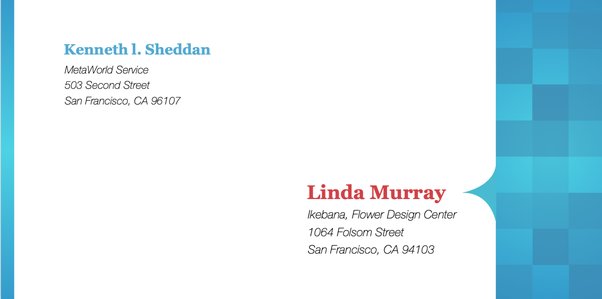 Kenneth l. Sheddan
MetaWorld Service
503 Second Street
San Francisco, CA 96107
Linda Murray
Ikebana, Flower Design Center
1064 Folsom Street
San Francisco, CA 94103